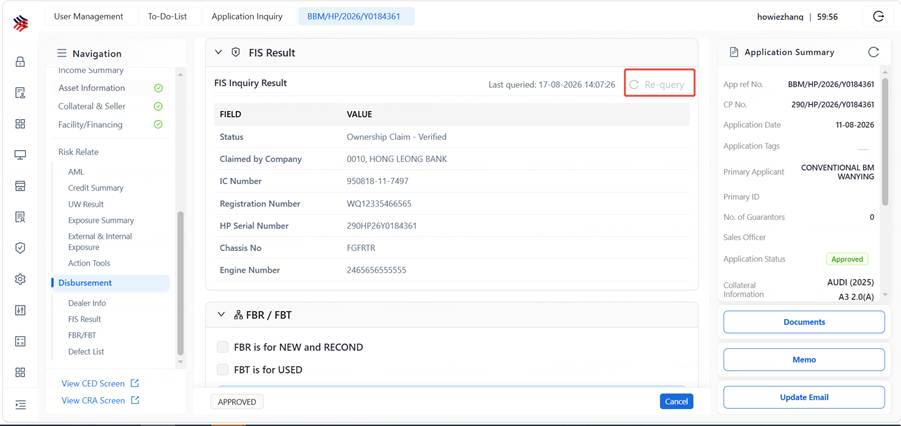 User Management
To-Do-List
Application Inquiry
BBM/HP/2026/Y0184361
howiezhang | 59:56
Navigation
Income Summary
Asset Information
Collateral & Seller
Facility/Financing
Risk Relate
AML
Credit Summary
UW Result
Exposure Summary
External & Internal
Exposure
Action Tools
Disbursement
Dealer Info
FIS Result
FBR/FBT
Defect List
View CED Screen
View CRA Screen
FIS Result
FIS Inquiry Result
Last queried: 17-08-2026 14:07:26
Re-query
FIELD VALUE
Status Ownership Claim - Verified
Claimed by Company 0010, HONG LEONG BANK
IC Number 950818-11-7497
Registration Number WQ12335466565
HP Serial Number 290HP26Y0184361
Chassis No FGFRTR
Engine Number 2465656555555
FBR / FBT
FBR is for NEW and RECOND
FBT is for USED
APPROVED
Cancel
Application Summary
App ref No. BBM/HP/2026/Y0184361
CP No. 290/HP/2026/Y0184361
Application Date 11-08-2026
Application Tags __
Primary Applicant CONVENTIONAL BM
WANYING
Primary ID
No. of Guarantors 0
Sales Officer
Application Status Approved
Collateral AUDI (2025)
Information A3 2.0(A)
Documents
Memo
Update Email